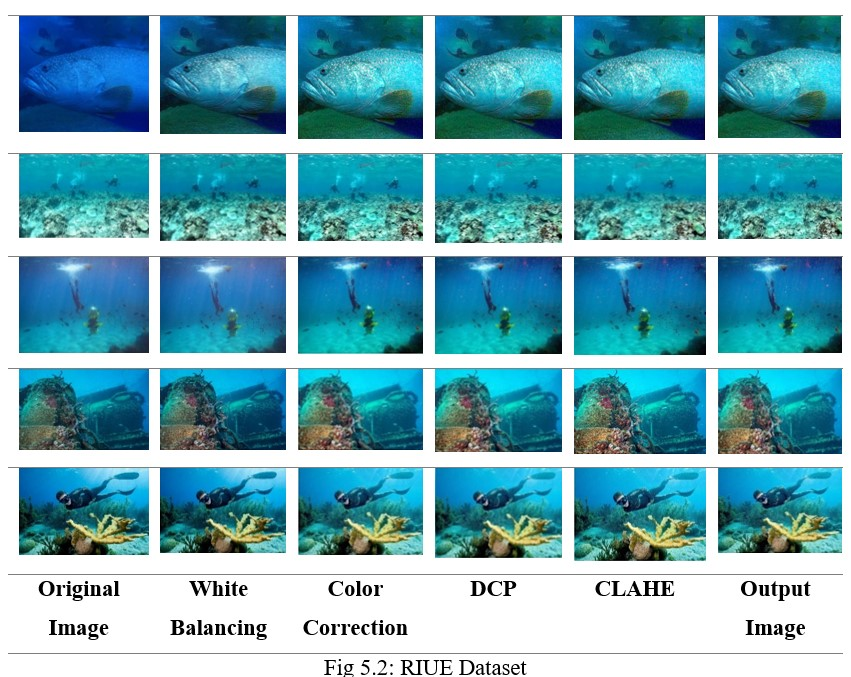 Original White Color DCP CLAHE Output
Image Balancing Correction Image
Fig 5.2: RIUE Dataset